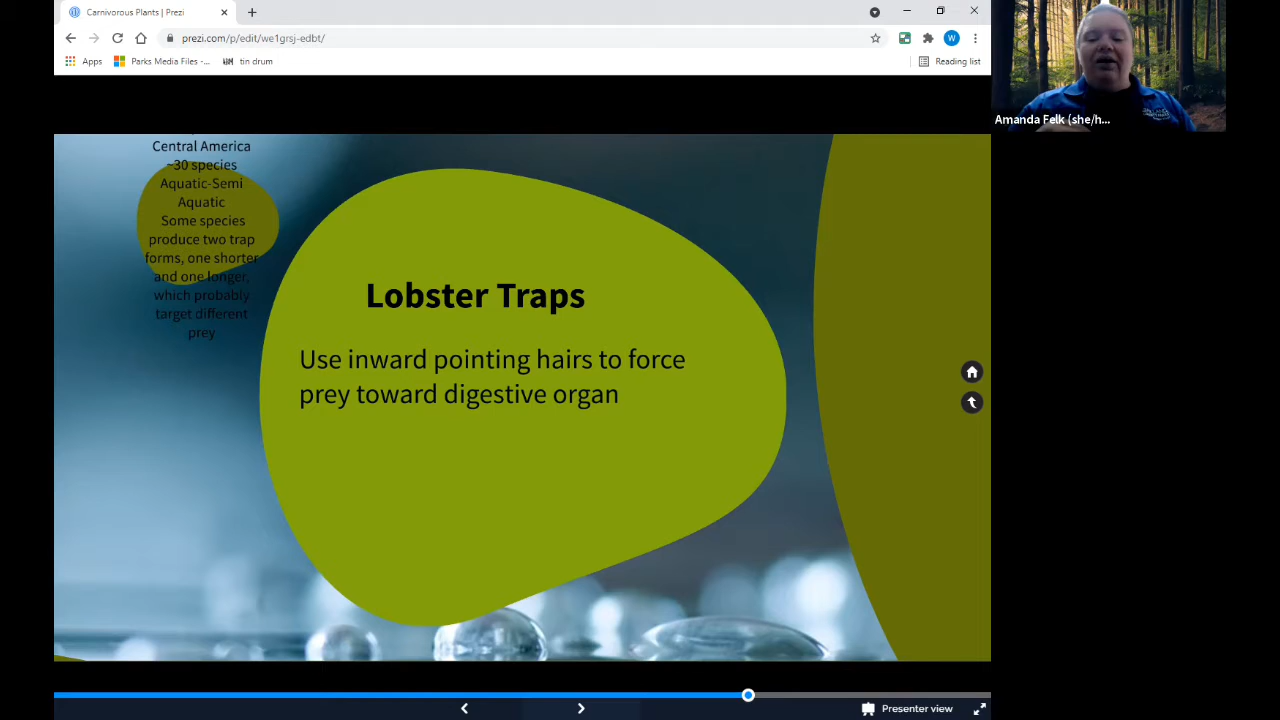 Carnivorous Plants | Prezi
prezi.com/p/edit/we1grsj-edbt/
W
Apps
Parks Media Files -...
tin drum
Reading list
Amanda Felk (she/h...
Central America
~30 species
Aquatic-Semi
Aquatic
Some species
produce two trap
forms, one shorter
and one longer,
which probably
target different
prey
Lobster Traps
Use inward pointing hairs to force
prey toward digestive organ
Presenter view